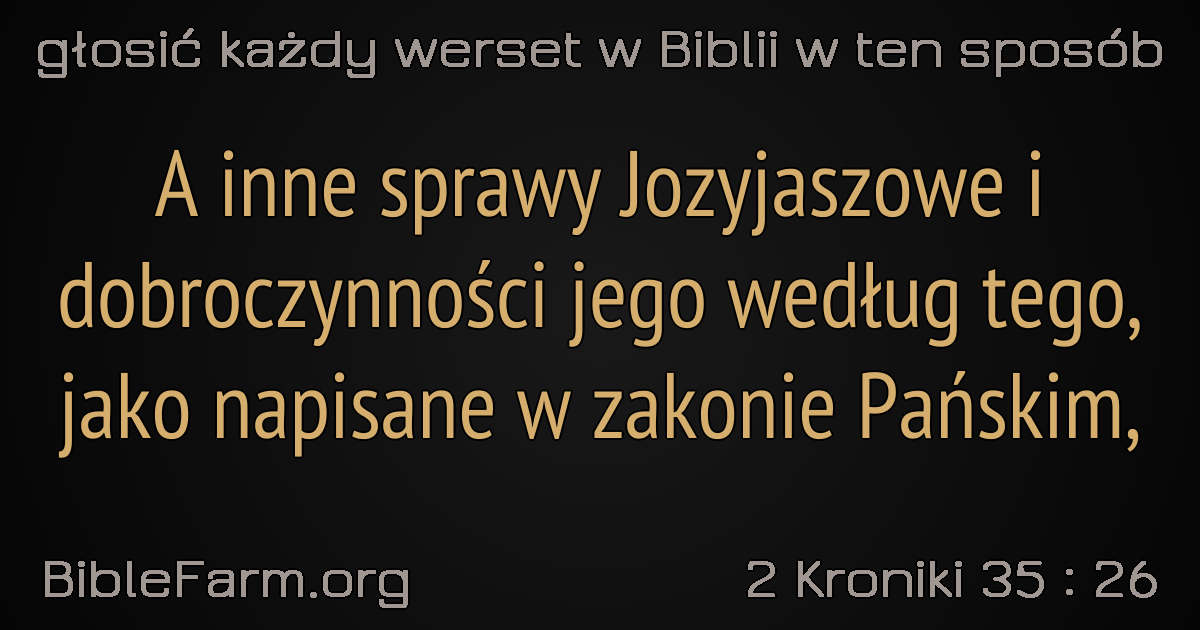 głosić każdy werset w Biblii w ten sposób
A inne sprawy Jozyjaszowe i
dobroczynności jego według tego,
jako napisane w zakonie Pańskim,
BibleFarm.org
2 Kroniki 35 : 26